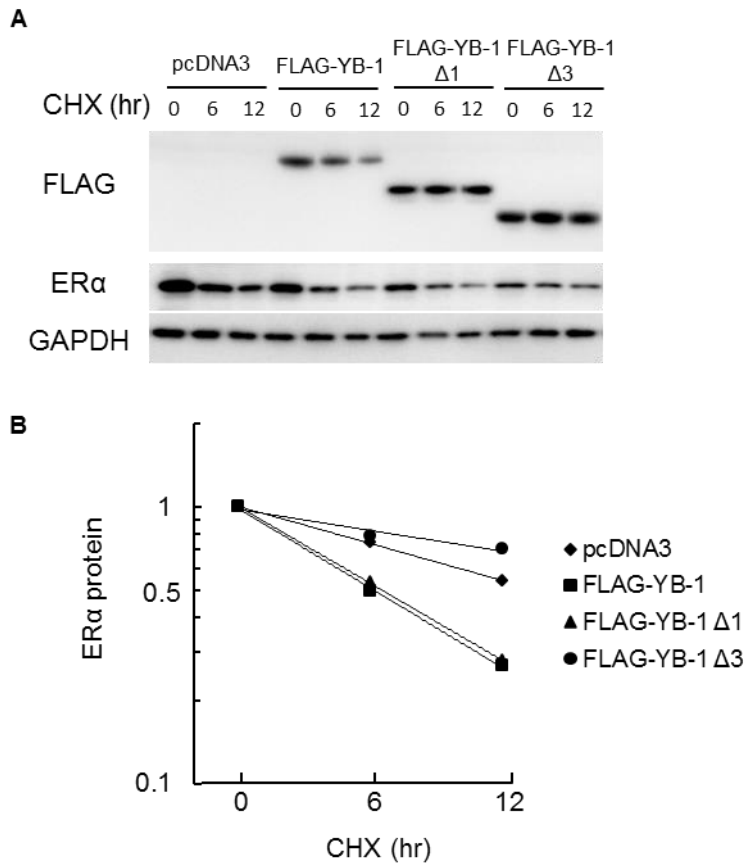 A
pcDNA3 FLAG-YB-1 FLAG-YB-1 Δ1 FLAG-YB-1 Δ3
CHX (hr) 0 6 12 0 6 12 0 6 12 0 6 12
FLAG
ERα
GAPDH
B
1
0.5
0.1
ERα protein
0 6 12
CHX (hr)
pcDNA3
FLAG-YB-1
FLAG-YB-1 Δ1
FLAG-YB-1 Δ3